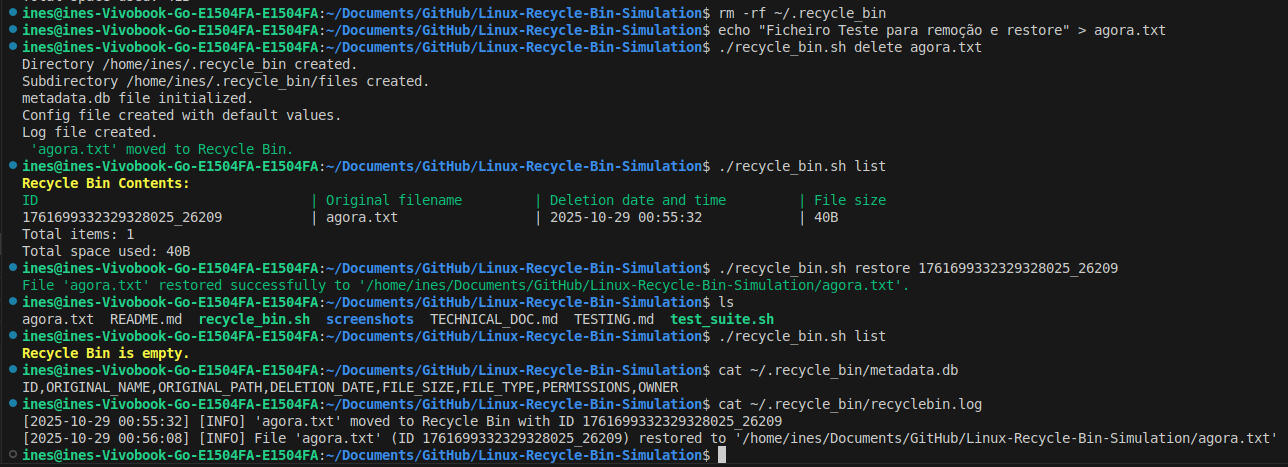 ines@ines-Vivobook-Go-E1504FA-E1504FA:~/Documents/GitHub/Linux-Recycle-Bin-Simulation$ rm -rf ~/.recycle_bin
ines@ines-Vivobook-Go-E1504FA-E1504FA:~/Documents/GitHub/Linux-Recycle-Bin-Simulation$ echo "Ficheiro Teste para remoção e restore" > agora.txt
ines@ines-Vivobook-Go-E1504FA-E1504FA:~/Documents/GitHub/Linux-Recycle-Bin-Simulation$ ./recycle_bin.sh delete agora.txt
Directory /home/ines/.recycle_bin created.
Subdirectory /home/ines/.recycle_bin/files created.
metadata.db file initialized.
Config file created with default values.
Log file created.
'agora.txt' moved to Recycle Bin.
ines@ines-Vivobook-Go-E1504FA-E1504FA:~/Documents/GitHub/Linux-Recycle-Bin-Simulation$ ./recycle_bin.sh list
Recycle Bin Contents:
ID | Original filename | Deletion date and time | File size
1761699332329328025_26209 | agora.txt | 2025-10-29 00:55:32 | 40B
Total items: 1
Total space used: 40B
ines@ines-Vivobook-Go-E1504FA-E1504FA:~/Documents/GitHub/Linux-Recycle-Bin-Simulation$ ./recycle_bin.sh restore 1761699332329328025_26209
File 'agora.txt' restored successfully to '/home/ines/Documents/GitHub/Linux-Recycle-Bin-Simulation/agora.txt'.
ines@ines-Vivobook-Go-E1504FA-E1504FA:~/Documents/GitHub/Linux-Recycle-Bin-Simulation$ ls
agora.txt README.md recycle_bin.sh screenshots TECHNICAL_DOC.md TESTING.md test_suite.sh
ines@ines-Vivobook-Go-E1504FA-E1504FA:~/Documents/GitHub/Linux-Recycle-Bin-Simulation$ ./recycle_bin.sh list
Recycle Bin is empty.
ines@ines-Vivobook-Go-E1504FA-E1504FA:~/Documents/GitHub/Linux-Recycle-Bin-Simulation$ cat ~/.recycle_bin/metadata.db
ID,ORIGINAL_NAME,ORIGINAL_PATH,DELETION_DATE,FILE_SIZE,FILE_TYPE,PERMISSIONS,OWNER
ines@ines-Vivobook-Go-E1504FA-E1504FA:~/Documents/GitHub/Linux-Recycle-Bin-Simulation$ cat ~/.recycle_bin/recyclebin.log
[2025-10-29 00:55:32] [INFO] 'agora.txt' moved to Recycle Bin with ID 1761699332329328025_26209
[2025-10-29 00:56:08] [INFO] File 'agora.txt' (ID 1761699332329328025_26209) restored to '/home/ines/Documents/GitHub/Linux-Recycle-Bin-Simulation/agora.txt'
ines@ines-Vivobook-Go-E1504FA-E1504FA:~/Documents/GitHub/Linux-Recycle-Bin-Simulation$